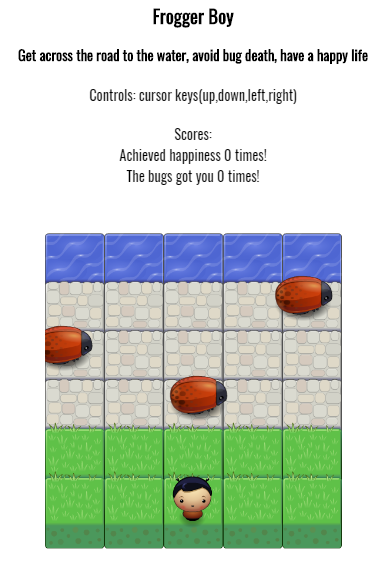 Frogger Boy
Get across the road to the water, avoid bug death, have a happy life
Controls: cursor keys(up,down,left,right)
Scores:
Achieved happiness 0 times!
The bugs got you 0 times!